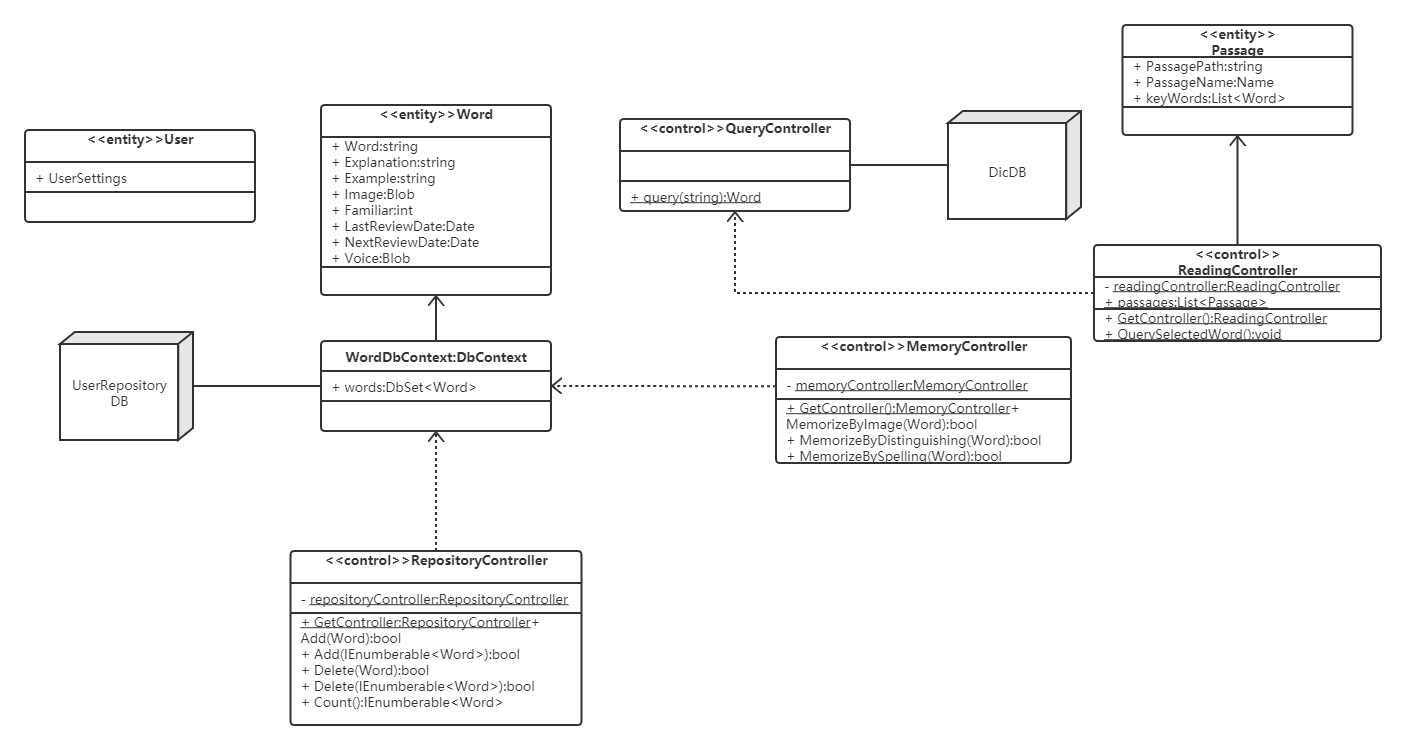 <<entity>>
Passage
+ PassagePath:string
+ PassageName:Name
+ keyWords:List<Word>
<<entity>>User
+ UserSettings
<<entity>>Word
+ Word:string
+ Explanation:string
+ Example:string
+ Image:Blob
+ Familiar:int
+ LastReviewDate:Date
+ NextReviewDate:Date
+ Voice:Blob
<<control>>QueryController
+ query(string):Word
DicDB
<<control>>
ReadingController
- readingController:ReadingController
+ passages:List<Passage>
+ GetController():ReadingController
+ QuerySelectedWord():void
UserRepository
DB
WordDbContext:DbContext
+ words:DbSet<Word>
<<control>>MemoryController
- memoryController:MemoryController
+ GetController():MemoryController+
MemorizeByImage(Word):bool
+ MemorizeByDistinguishing(Word):bool
+ MemorizeBySpelling(Word):bool
<<control>>RepositoryController
- repositoryController:RepositoryController
+ GetController:RepositoryController+
Add(Word):bool
+ Add(IEnumberable<Word>):bool
+ Delete(Word):bool
+ Delete(IEnumberable<Word>):bool
+ Count():IEnumberable<Word>